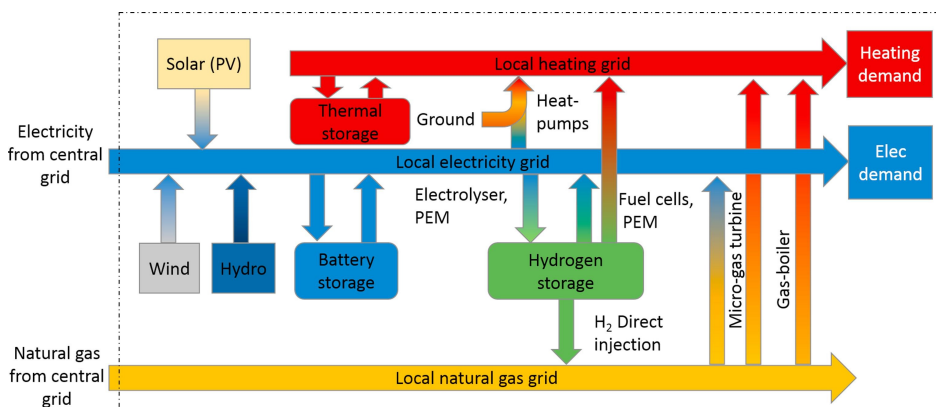 Solar (PV)
Local heating grid
Heating
demand
Thermal
storage
Ground
Heat-
pumps
Electricity
from central
grid
Local electricity grid
Elec
demand
Electrolyser,
PEM
Fuel cells,
PEM
Wind
Hydro
Battery
storage
Hydrogen
storage
Micro-gas turbine
Gas-boiler
H₂ Direct
injection
Natural gas
from central
grid
Local natural gas grid